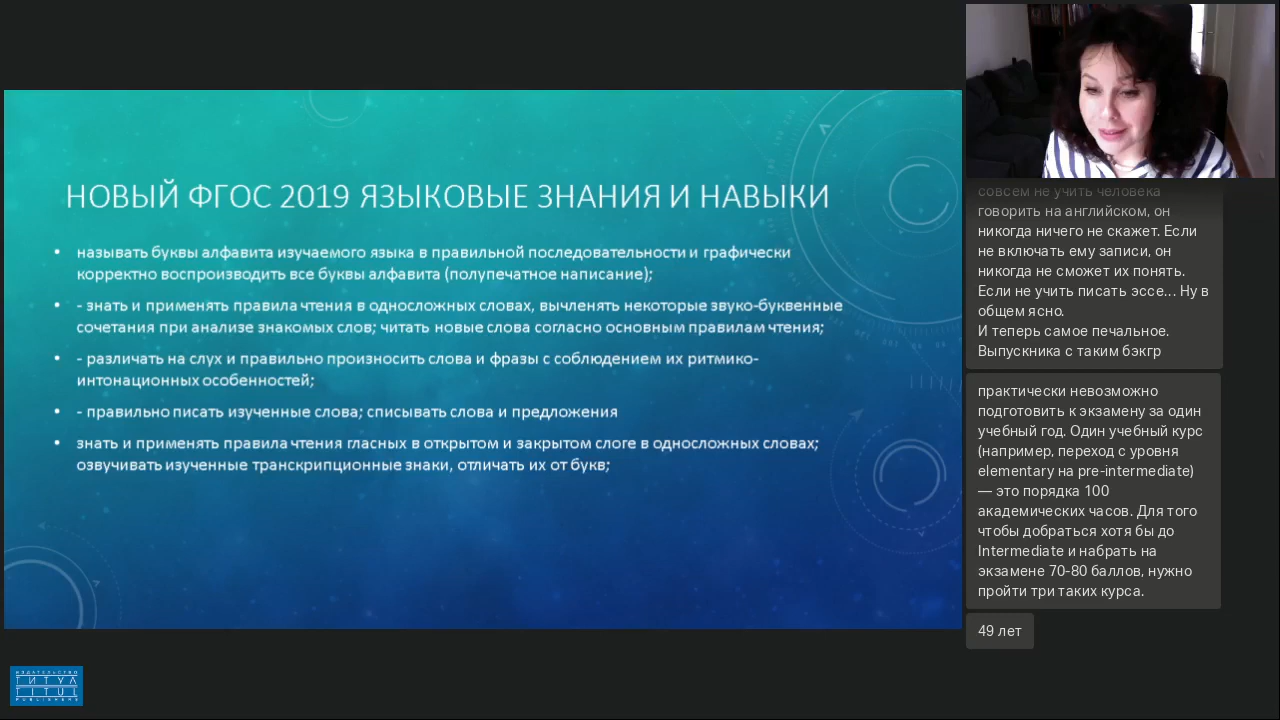 НОВЫЙ ФГОС 2019 ЯЗЫКОВЫЕ ЗНАНИЯ И НАВЫКИ
• называть буквы алфавита изучаемого языка в правильной последовательности и графически
корректно воспроизводить все буквы алфавита (полупечатное написание);
• - знать и применять правила чтения в односложных словах, вычленять некоторые звуко-буквенные
сочетания при анализе знакомых слов; читать новые слова согласно основным правилам чтения;
• - различать на слух и правильно произносить слова и фразы с соблюдением их ритмико-
интонационных особенностей;
• - правильно писать изученные слова; списывать слова и предложения
• знать и применять правила чтения гласных в открытом и закрытом слоге в односложных словах;
озвучивать изученные транскрипционные знаки, отличать их от букв;
совсем не учить человека
говорить на английском, он
никогда ничего не скажет. Если
не включать ему записи, он
никогда не сможет их понять.
Если не учить писать эссе... Ну в
общем ясно.
И теперь самое печальное.
Выпускника с таким бэкгр
практически невозможно
подготовить к экзамену за один
учебный год. Один учебный курс
(например, переход с уровня
elementary на pre-intermediate)
— это порядка 100
академических часов. Для того
чтобы добраться хотя бы до
Intermediate и набрать на
экзамене 70-80 баллов, нужно
пройти три таких курса.
49 лет
ИЗДАТЕЛЬСТВО
ТИТУЛ
TITUL
PUBLISHERS